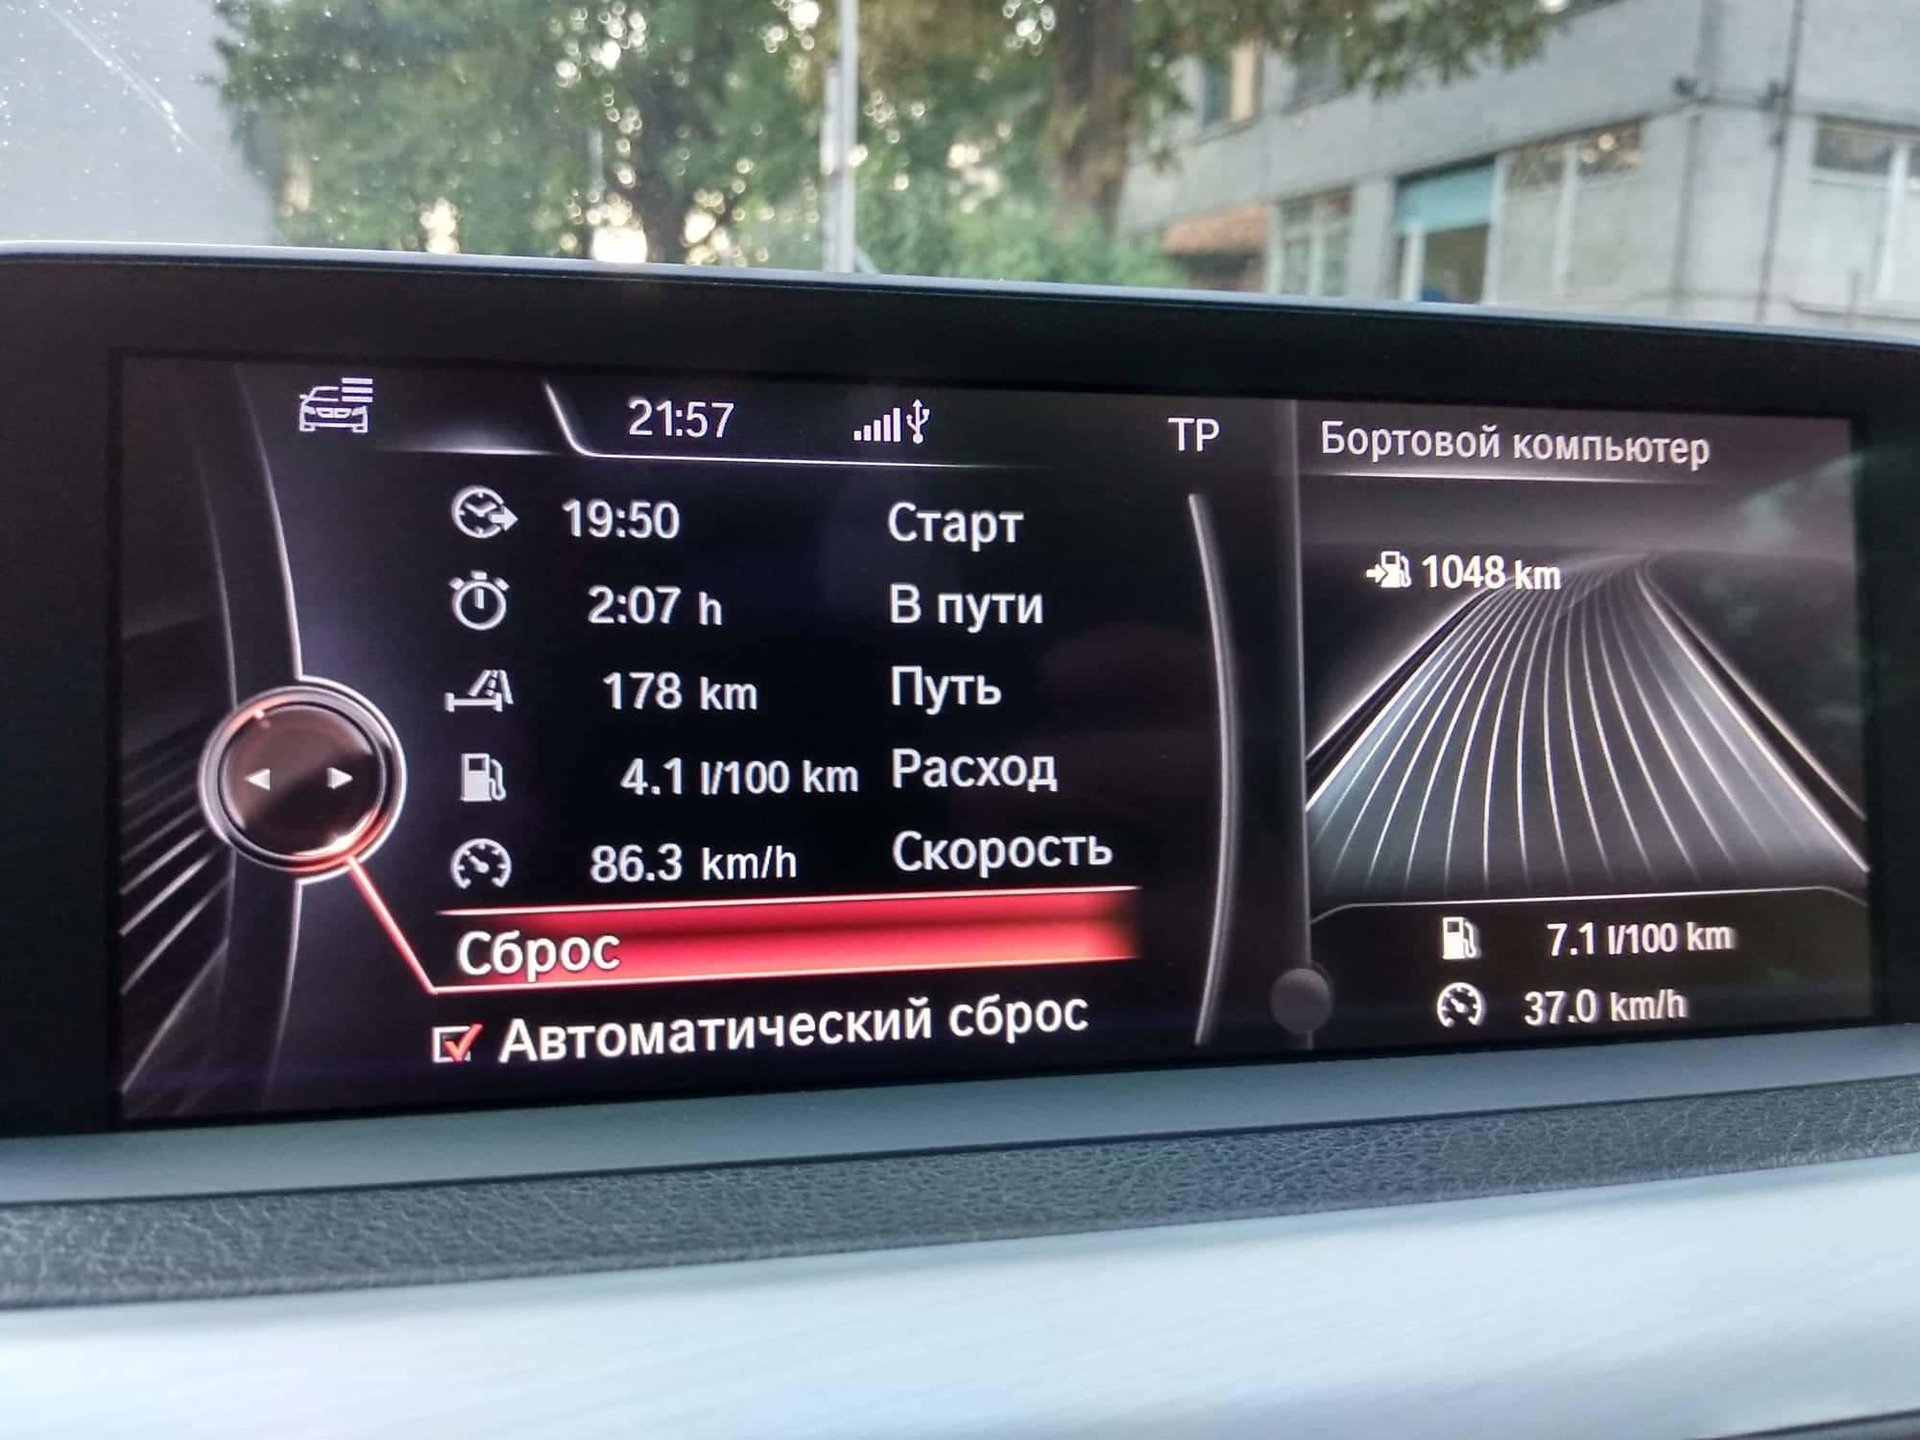 21:57
TP
19:50 Старт
2:07 h В пути
178 km Путь
4.1 l/100 km Расход
86.3 km/h Скорость
Сброс
Автоматический сброс
Бортовой компьютер
1048 km
7.1 l/100 km
37.0 km/h